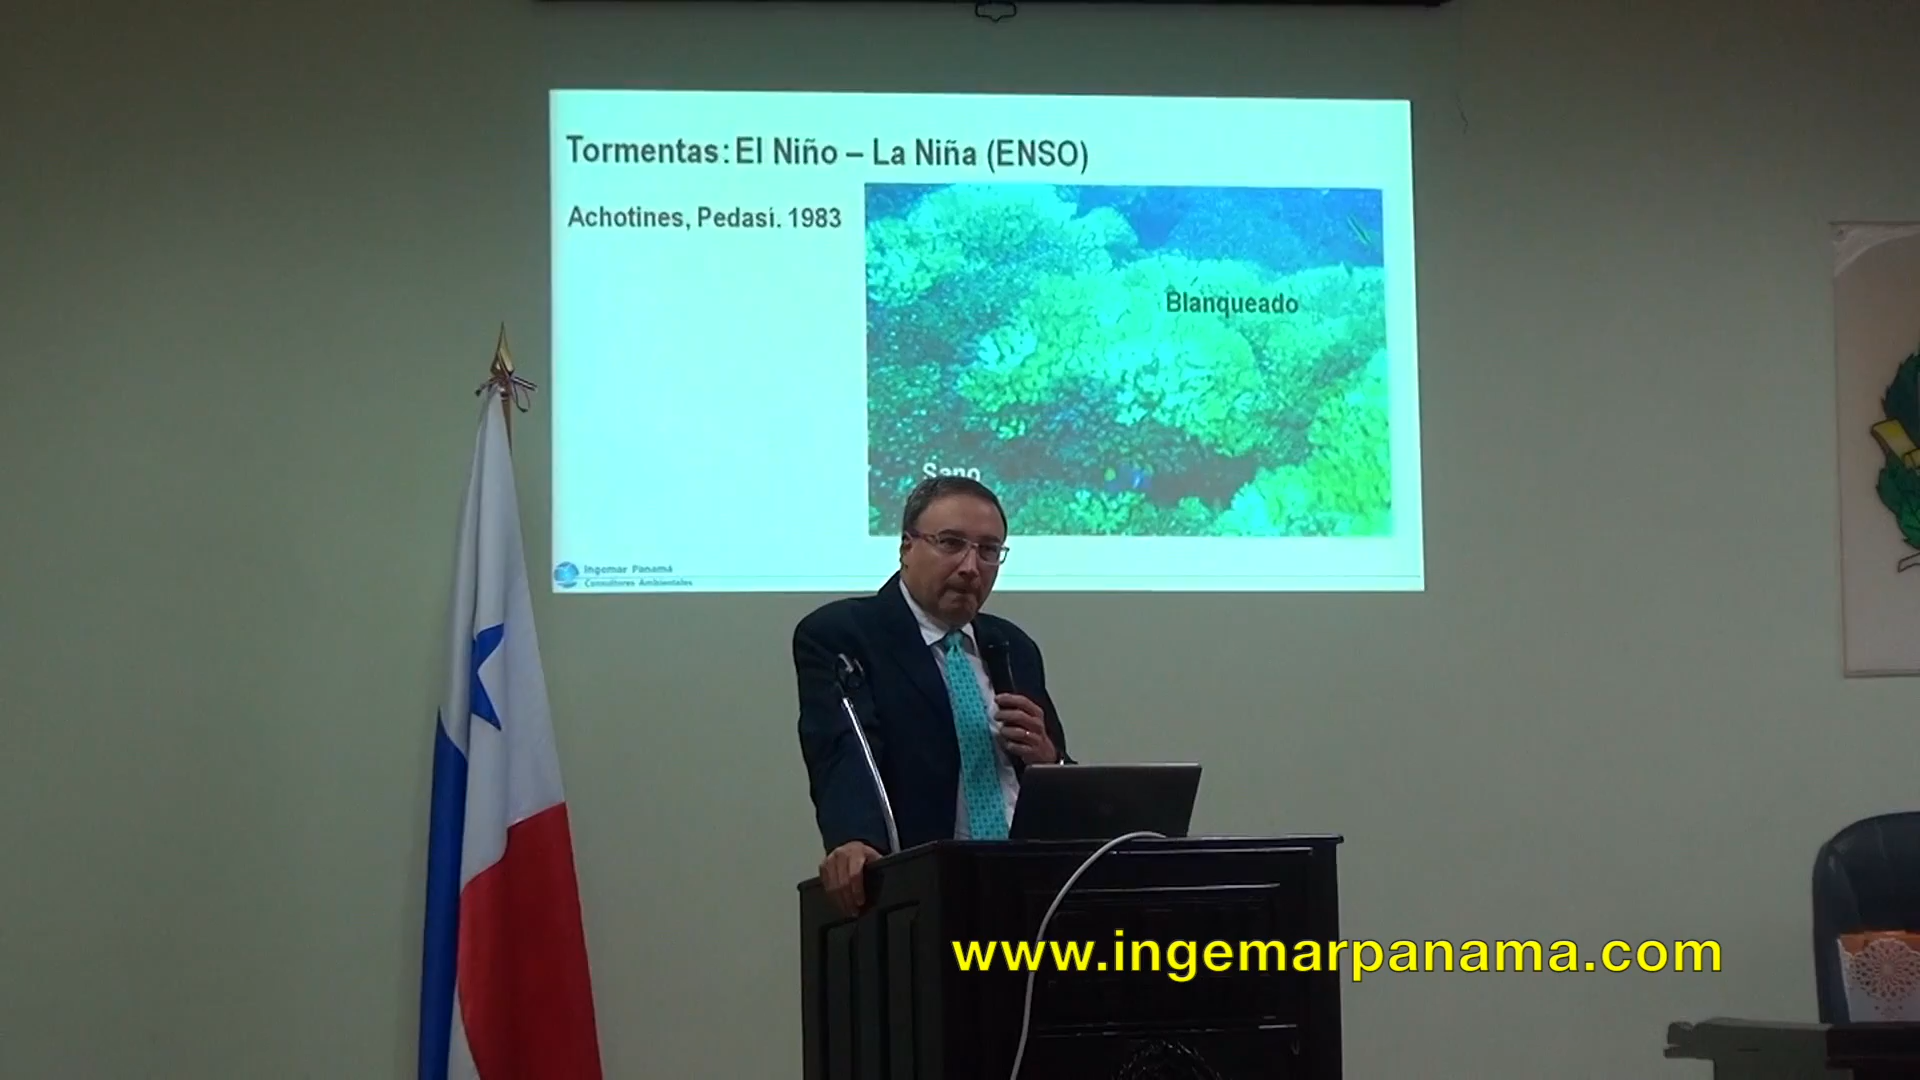 Tormentas: El Niño – La Niña (ENSO)
Achotines, Pedasí. 1983
Blanqueado
Sano
Ingemar Panamá
Consultores Ambientales
www.ingemarpanama.com